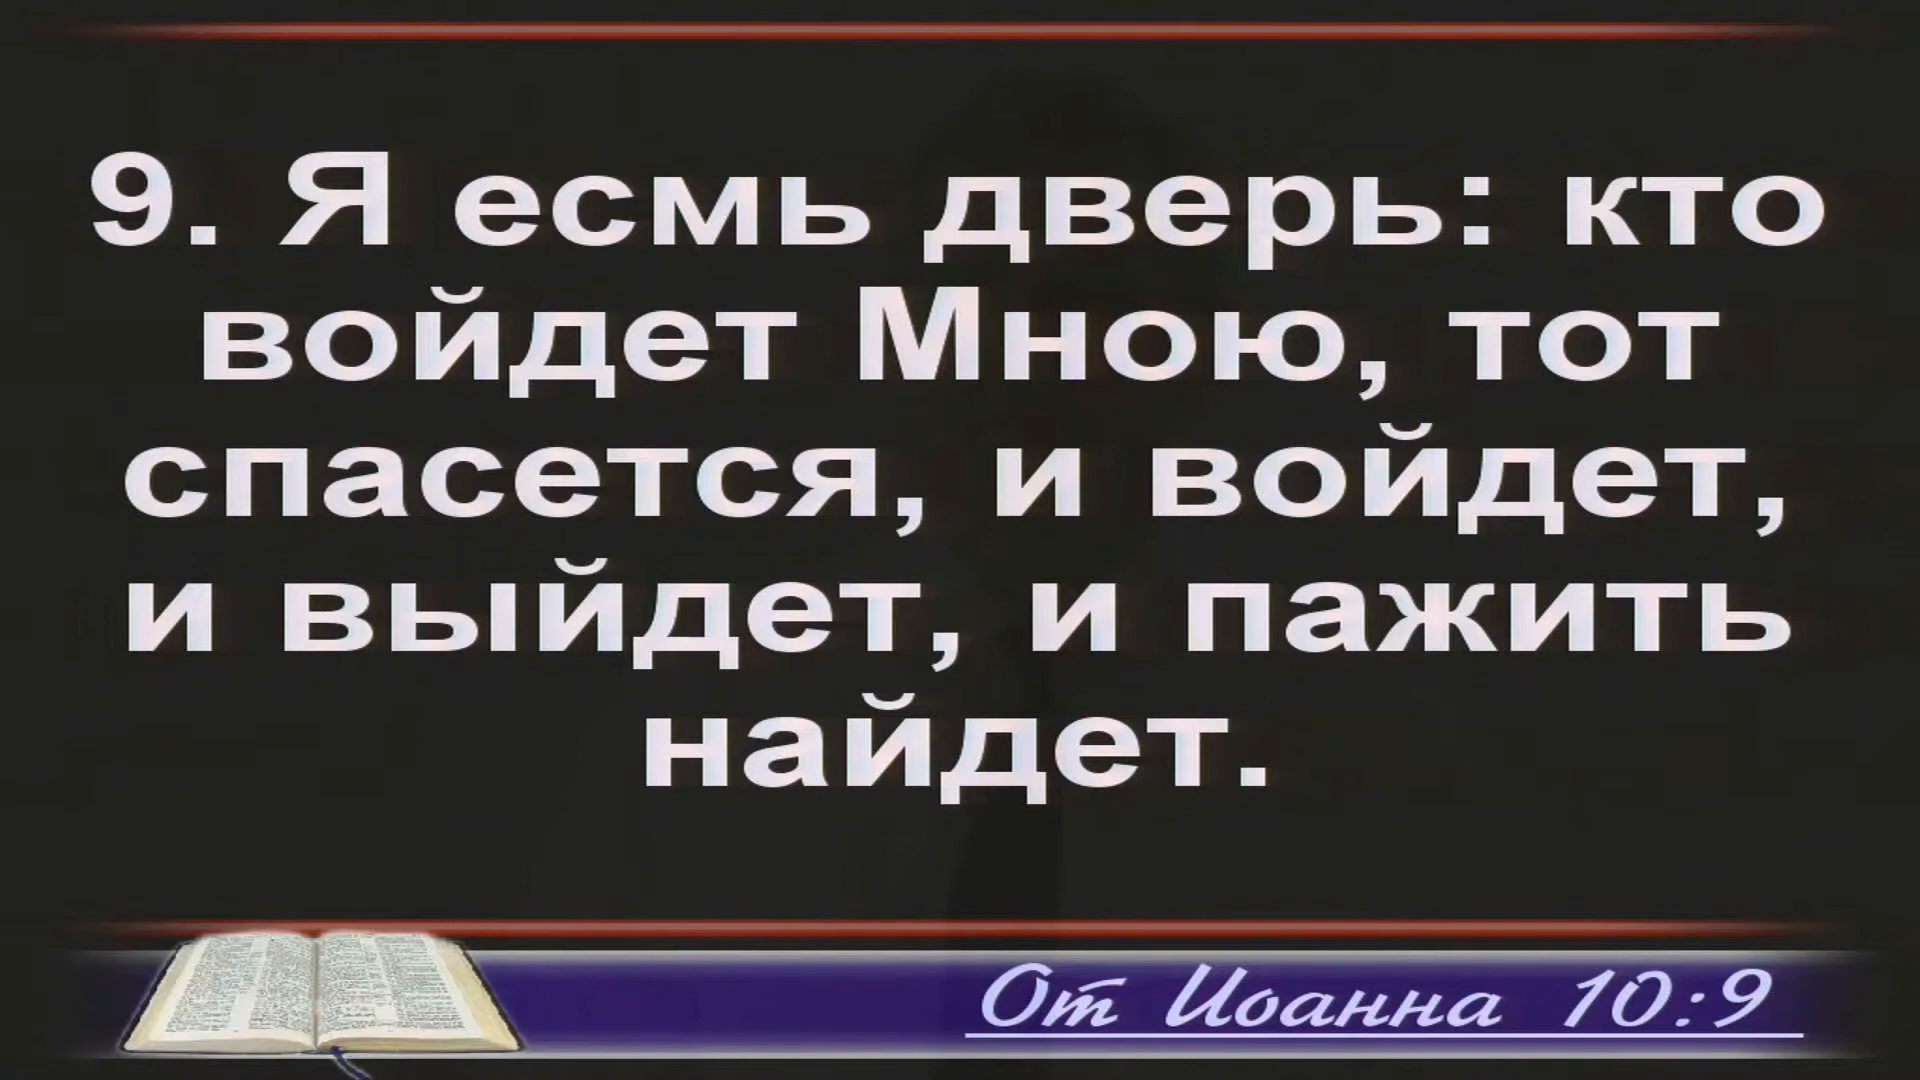 9. Я есмь дверь: кто
войдет Мною, тот
спасется, и войдет,
и выйдет, и пажить
найдет.
От Иоанна 10:9